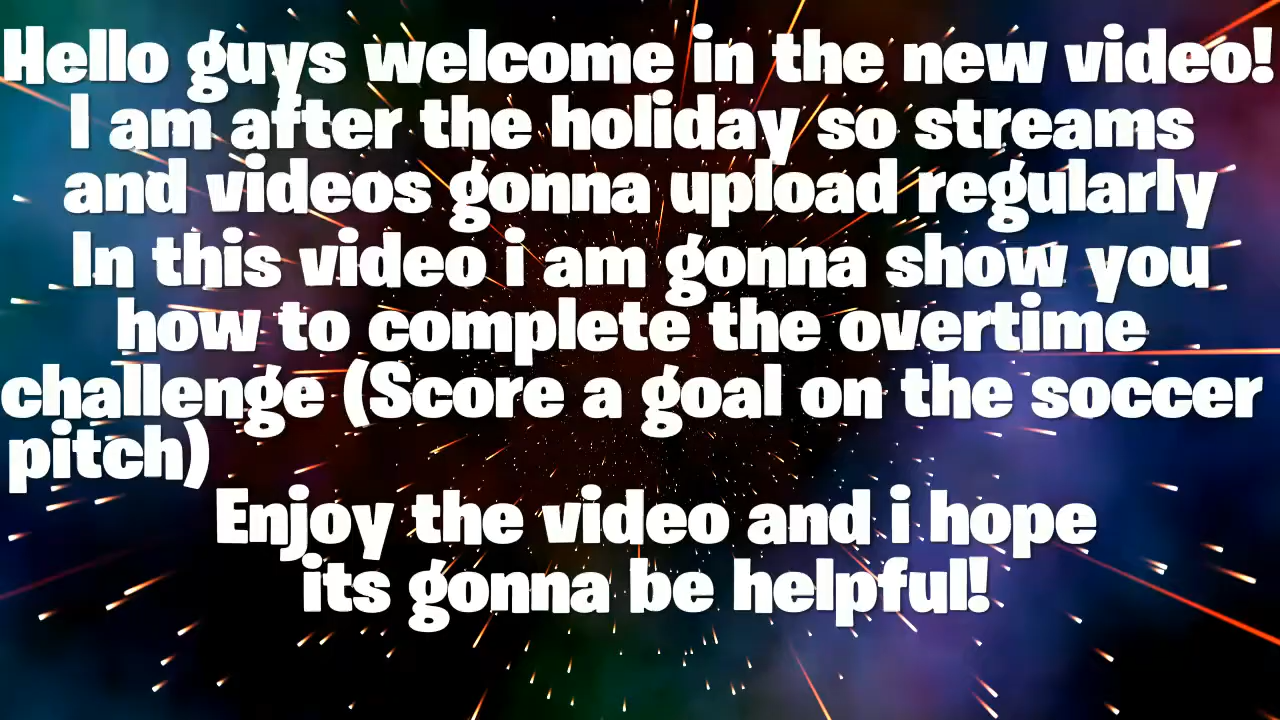 Hello guys welcome in the new video!
I am after the holiday so streams
and videos gonna upload regularly
In this video i am gonna show you
how to complete the overtime
challenge (Score a goal on the soccer
pitch)
Enjoy the video and i hope
its gonna be helpful!